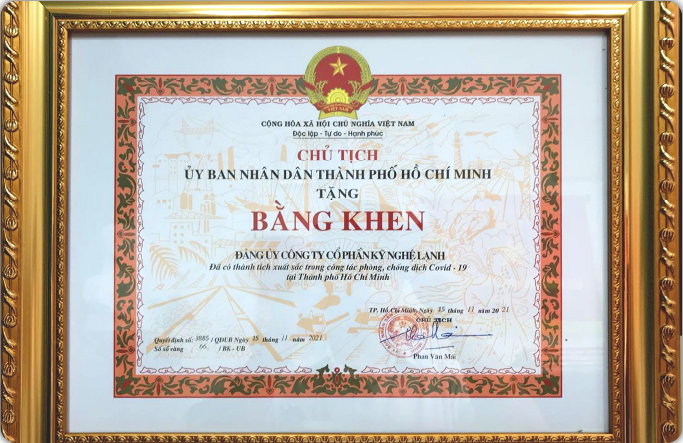 CỘNG HÒA XÃ HỘI CHỦ NGHĨA VIỆT NAM
Độc lập - Tự do - Hạnh phúc
CHỦ TỊCH
ỦY BAN NHÂN DÂN THÀNH PHỐ HỒ CHÍ MINH
TẶNG
BẰNG KHEN
ĐẢNG ỦY CÔNG TY CỔ PHẦN KỸ NGHỆ LẠNH
Đã có thành tích xuất sắc trong công tác phòng, chống dịch Covid - 19
tại Thành phố Hồ Chí Minh
TP. Hồ Chí Minh, Ngày 15 tháng 11 năm 2021
CHỦ TỊCH
Quyết định số: 3885 / QĐUB Ngày 15 tháng 11 năm 2021
Số sổ vàng 66 / BK - UB
Phan Văn Mãi